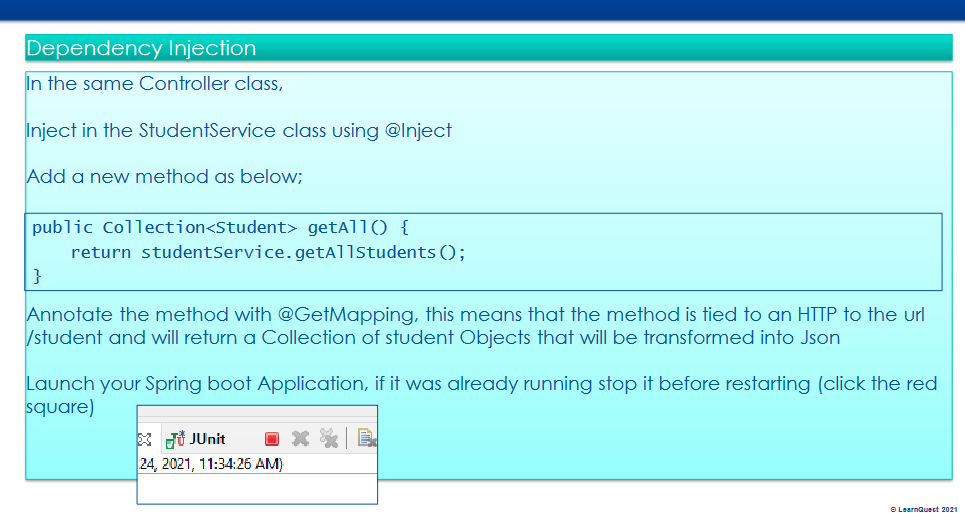 Dependency Injection
In the same Controller class,
Inject in the StudentService class using @Inject
Add a new method as below;
public Collection<Student> getAll() {
    return studentService.getAllStudents();
}
Annotate the method with @GetMapping, this means that the method is tied to an HTTP to the url
/student and will return a Collection of student Objects that will be transformed into Json
Launch your Spring boot Application, if it was already running stop it before restarting (click the red
square)
JUnit
24, 2021, 11:34:26 AM)
© LearnQuest 2021